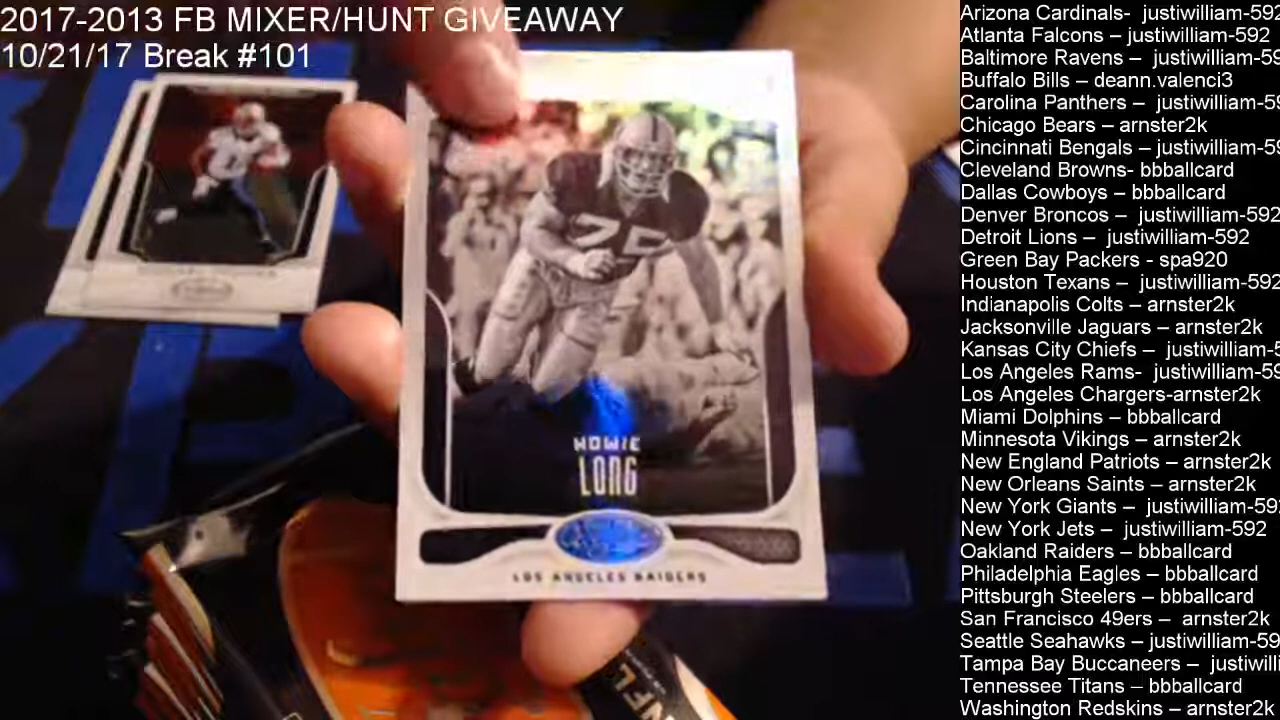 2017-2013 FB MIXER/HUNT GIVEAWAY
10/21/17 Break #101
75
HOWIE
LONG
LOS ANGELES RAIDERS
NFL
Arizona Cardinals-  justiwilliam-592
Atlanta Falcons – justiwilliam-592
Baltimore Ravens –  justiwilliam-59
Buffalo Bills – deann.valenci3
Carolina Panthers –  justiwilliam-59
Chicago Bears – arnster2k
Cincinnati Bengals – justiwilliam-59
Cleveland Browns- bbballcard
Dallas Cowboys – bbballcard
Denver Broncos –  justiwilliam-592
Detroit Lions –  justiwilliam-592
Green Bay Packers - spa920
Houston Texans – justiwilliam-592
Indianapolis Colts – arnster2k
Jacksonville Jaguars – arnster2k
Kansas City Chiefs –  justiwilliam-5
Los Angeles Rams-  justiwilliam-59
Los Angeles Chargers-arnster2k
Miami Dolphins – bbballcard
Minnesota Vikings – arnster2k
New England Patriots – arnster2k
New Orleans Saints – arnster2k
New York Giants –  justiwilliam-592
New York Jets –  justiwilliam-592
Oakland Raiders – bbballcard
Philadelphia Eagles – bbballcard
Pittsburgh Steelers – bbballcard
San Francisco 49ers –  arnster2k
Seattle Seahawks – justiwilliam-59
Tampa Bay Buccaneers –  justiwilli
Tennessee Titans – bbballcard
Washington Redskins – arnster2k